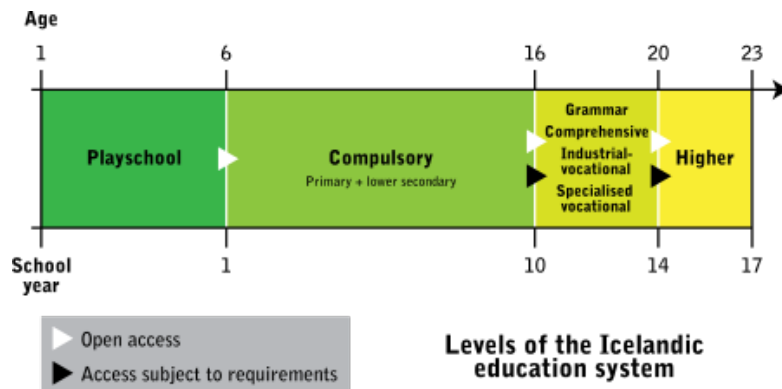 Age
1 6 16 20 23
Playschool
Compulsory
Primary + lower secondary
Grammar
Comprehensive
Industrial-
vocational
Specialised
vocational
Higher
School
year
1 10 14 17
Open access
Access subject to requirements
Levels of the Icelandic
education system